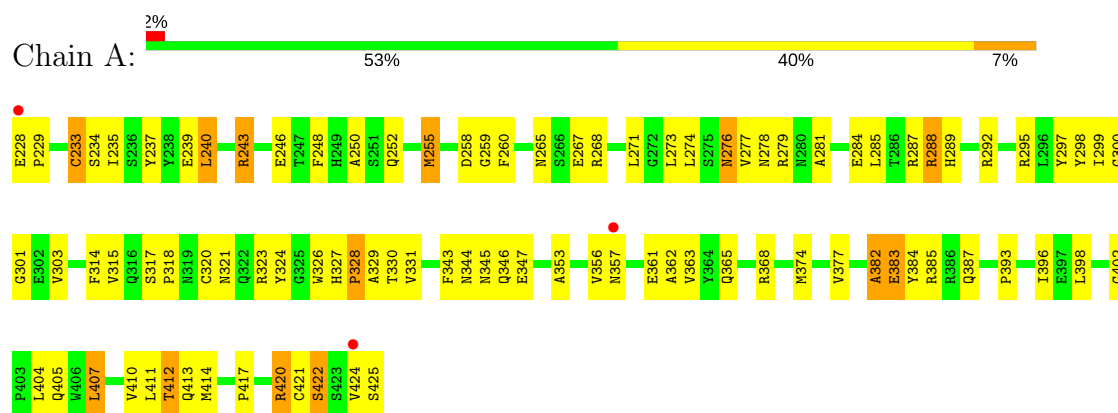 2%
Chain A:
53% 40% 7%
E228 P229 C233 S234 I235 S236 Y237 Y238 E239 L240 R243 E246 T247 F248 H249 A250 S251 Q252 M255 D258 G259 F260 N265 S266 E267 R268 L271 G272 L273 L274 S275 N276 V277 N278 R279 N280 A281 E284 L285 T286 R287 R288 H289 R292 R295 L296 Y297 Y298 I299
G301 E302 V303 F314 V315 Q316 S317 P318 N319 C320 N321 Q322 R323 Y324 G325 W326 H327 P328 A329 T330 V331 F343 N344 N345 Q346 E347 A353 V356 N357 E361 A362 V363 Y364 Q365 R368 M374 V377 A382 E383 Y384 R385 R386 Q387 P393 I396 E397 L398
P403 L404 Q405 W406 L407 V410 L411 T412 Q413 M414 P417 R420 C421 S422 S423 V424 S425